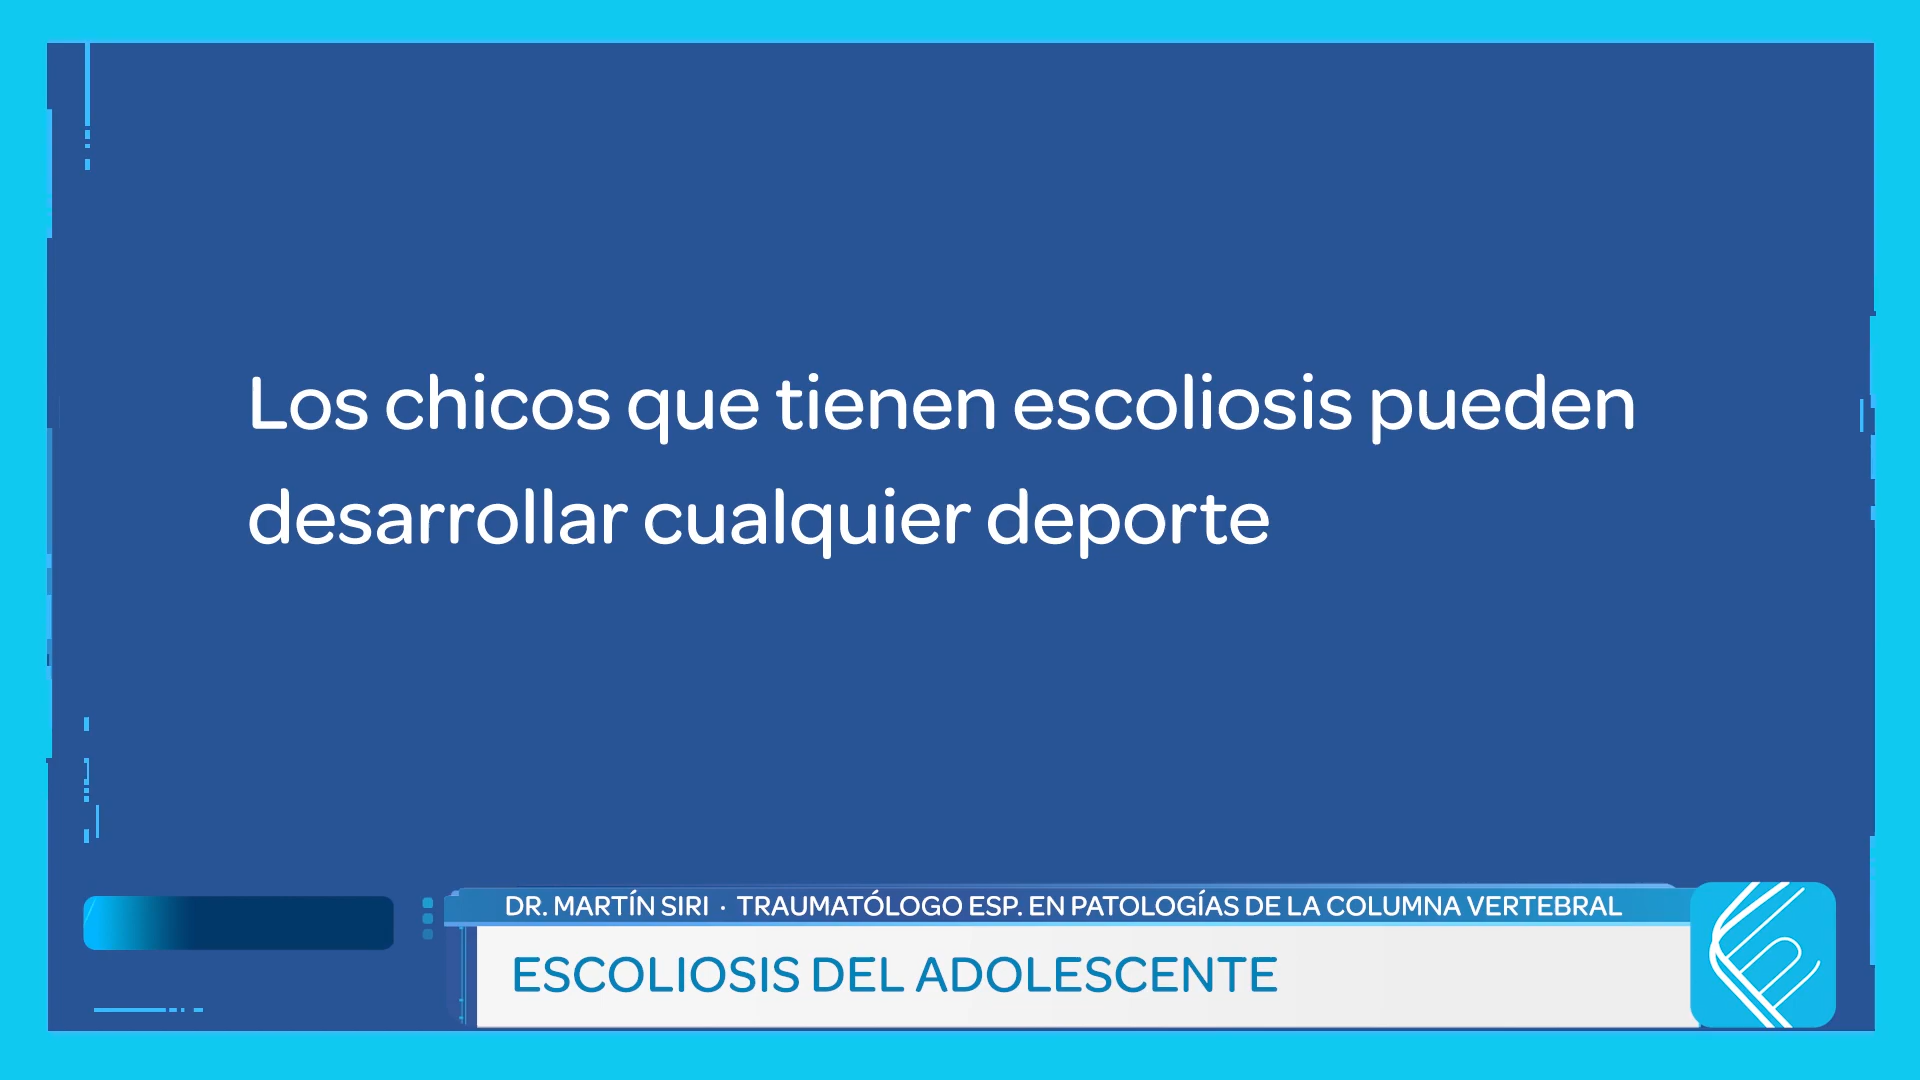 Los chicos que tienen escoliosis pueden
desarrollar cualquier deporte
DR. MARTÍN SIRI · TRAUMATÓLOGO ESP. EN PATOLOGÍAS DE LA COLUMNA VERTEBRAL
ESCOLIOSIS DEL ADOLESCENTE